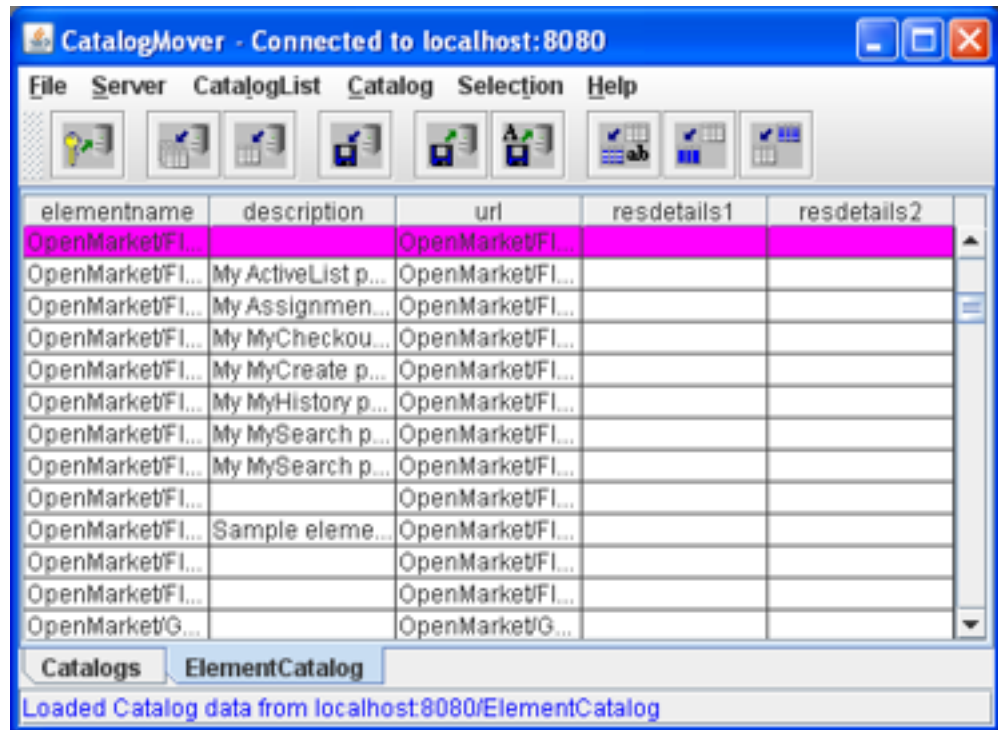 CatalogMover - Connected to localhost:8080
File Server CatalogList Catalog Selection Help
A ab
elementname description url resdetails1 resdetails2
OpenMarket/Fl... OpenMarket/Fl...
OpenMarket/Fl... My ActiveList p... OpenMarket/Fl...
OpenMarket/Fl... My Assignmen... OpenMarket/Fl...
OpenMarket/Fl... My MyCheckou... OpenMarket/Fl...
OpenMarket/Fl... My MyCreate p... OpenMarket/Fl...
OpenMarket/Fl... My MyHistory p... OpenMarket/Fl...
OpenMarket/Fl... My MySearch p... OpenMarket/Fl...
OpenMarket/Fl... My MySearch p... OpenMarket/Fl...
OpenMarket/Fl... OpenMarket/Fl...
OpenMarket/Fl... Sample eleme... OpenMarket/Fl...
OpenMarket/Fl... OpenMarket/Fl...
OpenMarket/Fl... OpenMarket/Fl...
OpenMarket/G... OpenMarket/G...
Catalogs ElementCatalog
Loaded Catalog data from localhost:8080/ElementCatalog